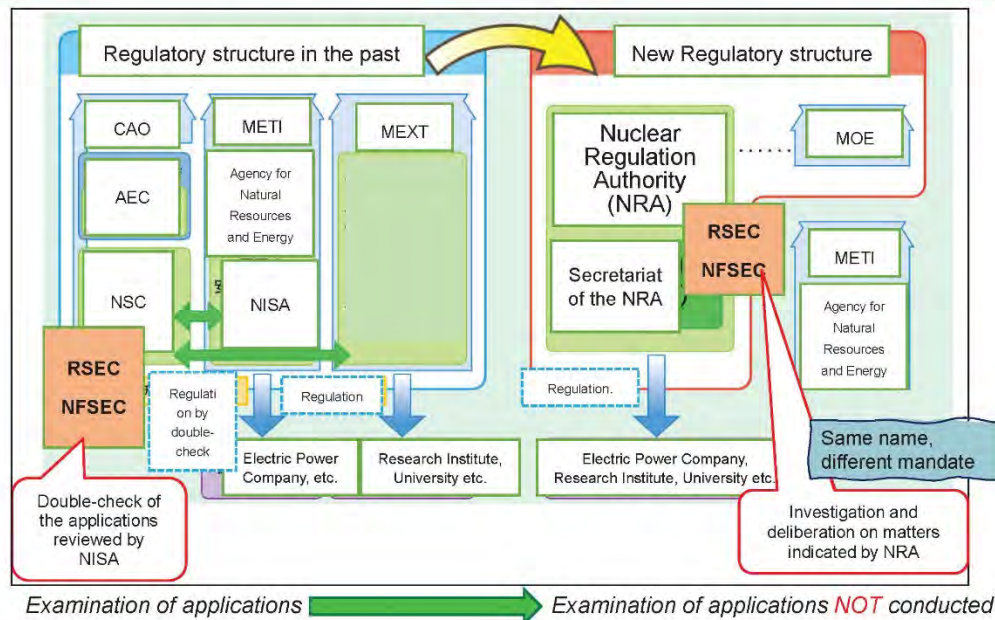 Regulatory structure in the past
New Regulatory structure
CAO
METI
MEXT
AEC
Agency for
Natural
Resources
and Energy
NSC
NISA
RSEC
NFSEC
Regulati
on by
double-
check
Regulation
Electric Power
Company, etc.
Research Institute,
University etc.
Double-check of
the applications
reviewed by
NISA
Nuclear
Regulation
Authority
(NRA)
MOE
RSEC
NFSEC
Secretariat
of the NRA
METI
Agency for
Natural
Resources
and Energy
Regulation.
Same name,
different mandate
Electric Power Company,
Research Institute, University etc.
Investigation and
deliberation on matters
indicated by NRA
Examination of applications
Examination of applications NOT conducted